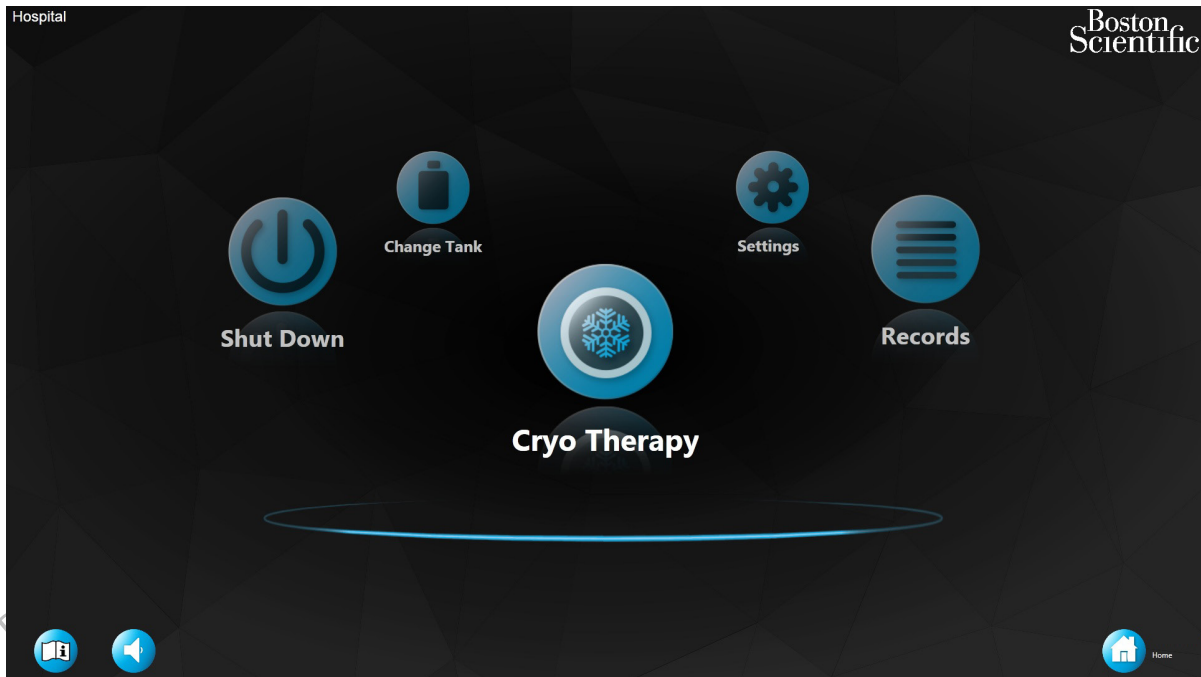 Hospital
Boston
Scientific
Change Tank
Settings
Shut Down
Records
Cryo Therapy
i
Home